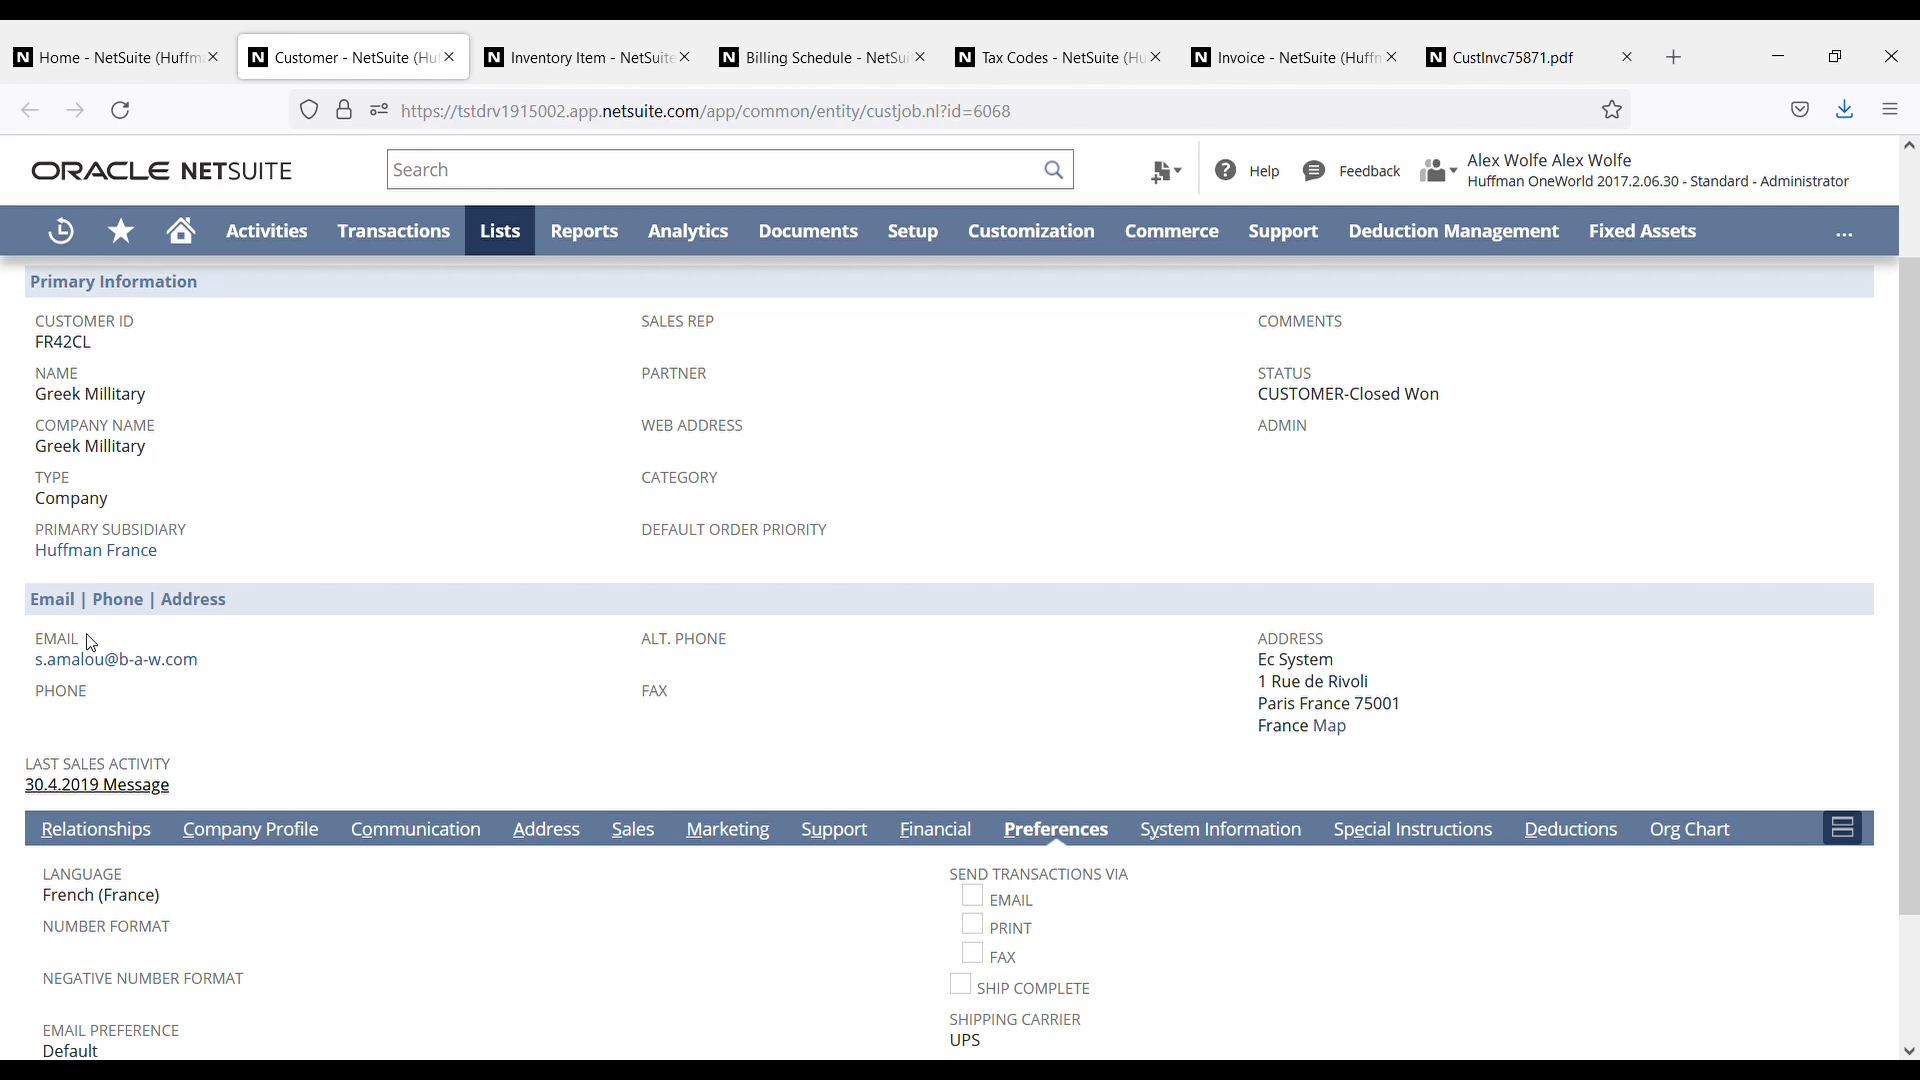 Home - NetSuite (Huffm
Customer - NetSuite (Hu
Inventory Item - NetSuite
Billing Schedule - NetSui
Tax Codes - NetSuite (Hu
Invoice - NetSuite (Huffm
CustInvc75871.pdf
https://tstdrv1915002.app.netsuite.com/app/common/entity/custjob.nl?id=6068
ORACLE NETSUITE
Search
Help
Feedback
Alex Wolfe Alex Wolfe
Huffman OneWorld 2017.2.06.30 - Standard - Administrator
Activities
Transactions
Lists
Reports
Analytics
Documents
Setup
Customization
Commerce
Support
Deduction Management
Fixed Assets
...
Primary Information
CUSTOMER ID
FR42CL
NAME
Greek Millitary
COMPANY NAME
Greek Millitary
TYPE
Company
PRIMARY SUBSIDIARY
Huffman France
SALES REP
PARTNER
WEB ADDRESS
CATEGORY
DEFAULT ORDER PRIORITY
COMMENTS
STATUS
CUSTOMER-Closed Won
ADMIN
Email | Phone | Address
EMAIL
s.amalou@b-a-w.com
PHONE
ALT. PHONE
FAX
ADDRESS
Ec System
1 Rue de Rivoli
Paris France 75001
France Map
LAST SALES ACTIVITY
30.4.2019 Message
Relationships
Company Profile
Communication
Address
Sales
Marketing
Support
Financial
Preferences
System Information
Special Instructions
Deductions
Org Chart
LANGUAGE
French (France)
NUMBER FORMAT
NEGATIVE NUMBER FORMAT
EMAIL PREFERENCE
Default
SEND TRANSACTIONS VIA
EMAIL
PRINT
FAX
SHIP COMPLETE
SHIPPING CARRIER
UPS